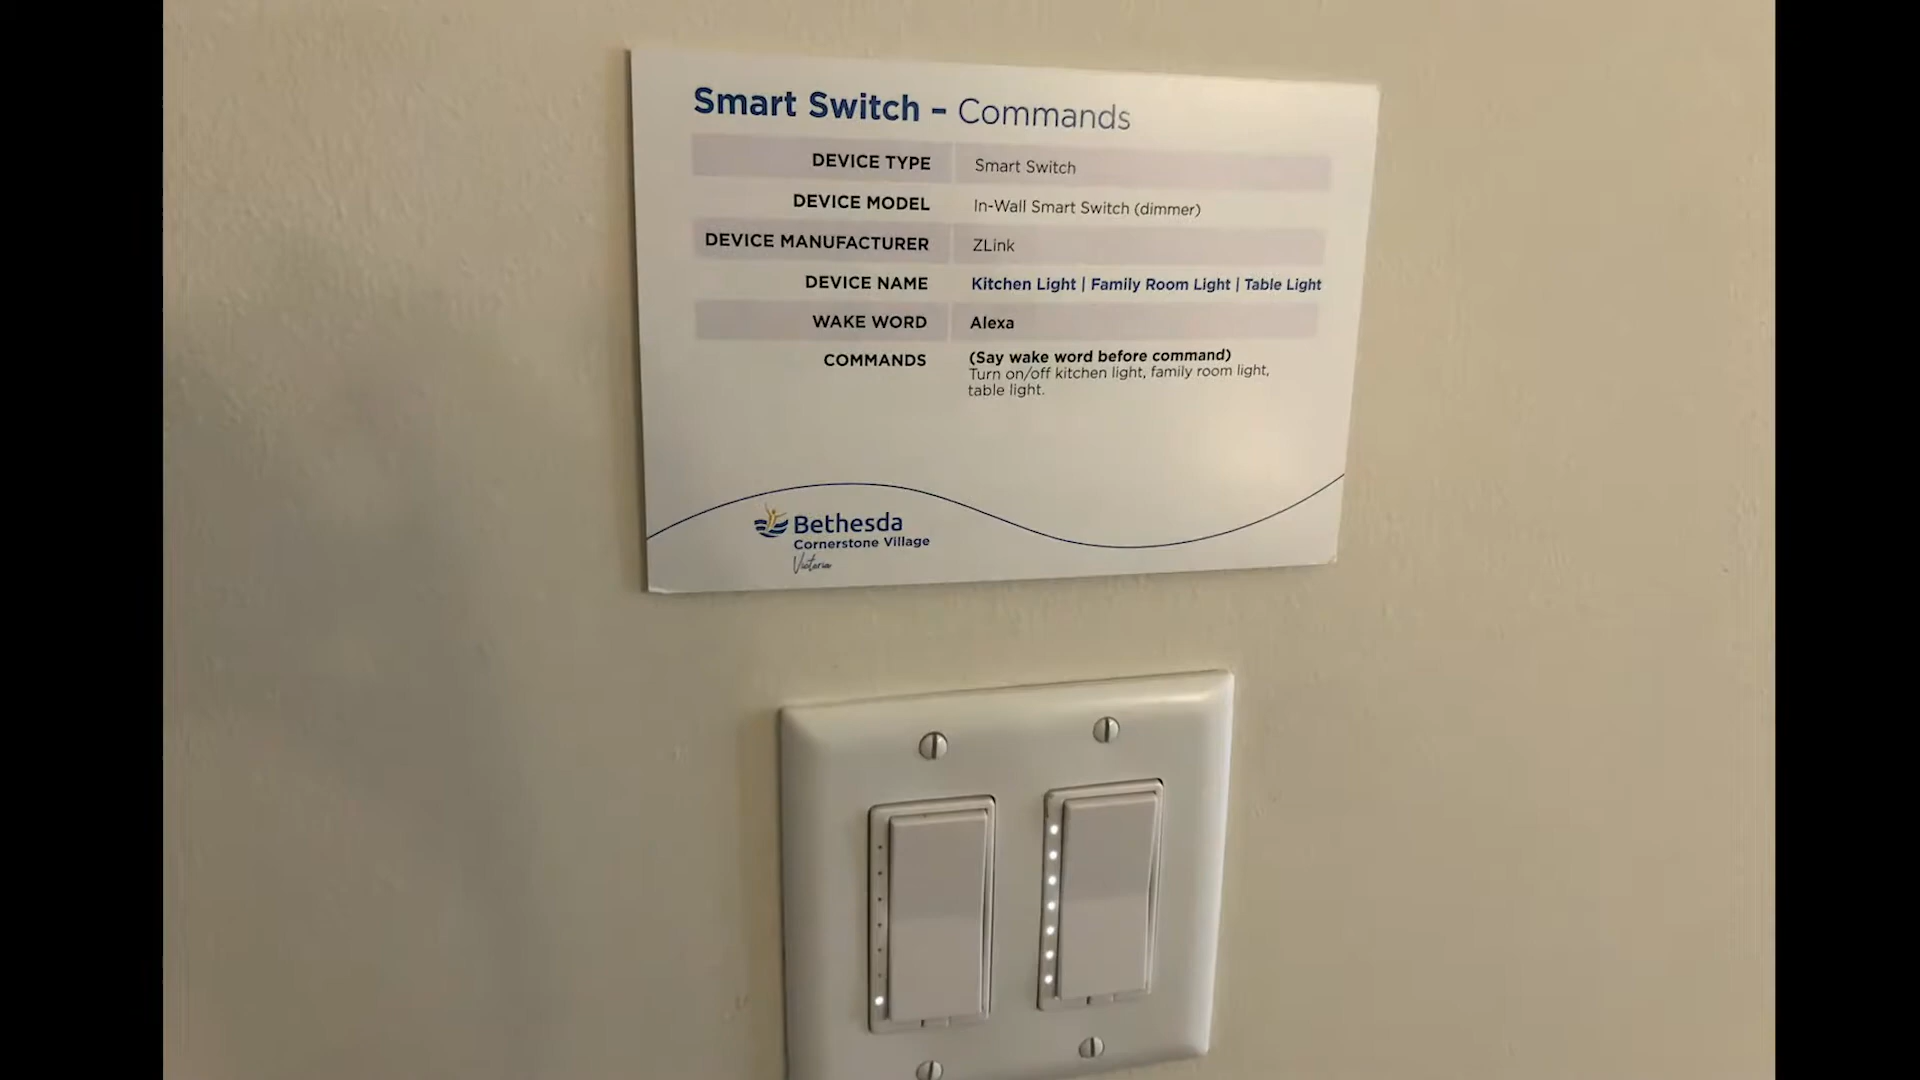 Smart Switch – Commands
DEVICE TYPE Smart Switch
DEVICE MODEL In-Wall Smart Switch (dimmer)
DEVICE MANUFACTURER ZLink
DEVICE NAME Kitchen Light | Family Room Light | Table Light
WAKE WORD Alexa
COMMANDS (Say wake word before command)
Turn on/off kitchen light, family room light,
table light.
Bethesda
Cornerstone Village
Victoria